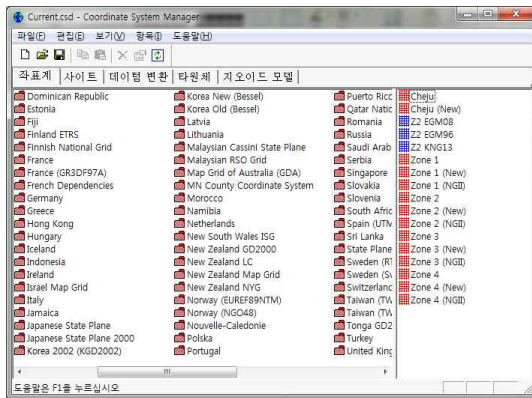 Current.csd - Coordinate System Manager
파일(F) 편집(E) 보기(V) 항목(I) 도움말(H)
좌표계 사이트 데이텀 변환 타원체 지오이드 모델
Dominican Republic
Estonia
Fiji
Finland ETRS
Finnish National Grid
France
France (GR3DF97A)
French Dependencies
Germany
Greece
Hong Kong
Hungary
Iceland
Indonesia
Ireland
Israel Map Grid
Italy
Jamaica
Japanese State Plane
Japanese State Plane 2000
Korea 2002 (KGD2002)
Korea New (Bessel)
Korea Old (Bessel)
Latvia
Lithuania
Malaysian Cassini State Plane
Malaysian RSO Grid
Map Grid of Australia (GDA)
MN County Coordinate System
Morocco
Namibia
Netherlands
New South Wales ISG
New Zealand GD2000
New Zealand LC
New Zealand Map Grid
New Zealand NYG
Norway (EUREF89NTM)
Norway (NGO48)
Nouvelle-Caledonie
Polska
Portugal
Puerto Ricc
Qatar Natic
Romania
Russia
Saudi Arab
Serbia
Singapore
Slovakia
Slovenia
South Afric
Spain (UTM
Sri Lanka
State Plane
Sweden (RT
Sweden (S\
Switzerlanc
Taiwan (TV
Taiwan (TV
Tonga GD2
Turkey
United King
Cheju
Cheju (New)
Z2 EGM08
Z2 EGM96
Z2 KNG13
Zone 1
Zone 1 (New)
Zone 1 (NGII)
Zone 2
Zone 2 (New)
Zone 2 (NGII)
Zone 3
Zone 3 (New)
Zone 3 (NGII)
Zone 4
Zone 4 (New)
Zone 4 (NGII)
도움말은 F1을 누르십시오